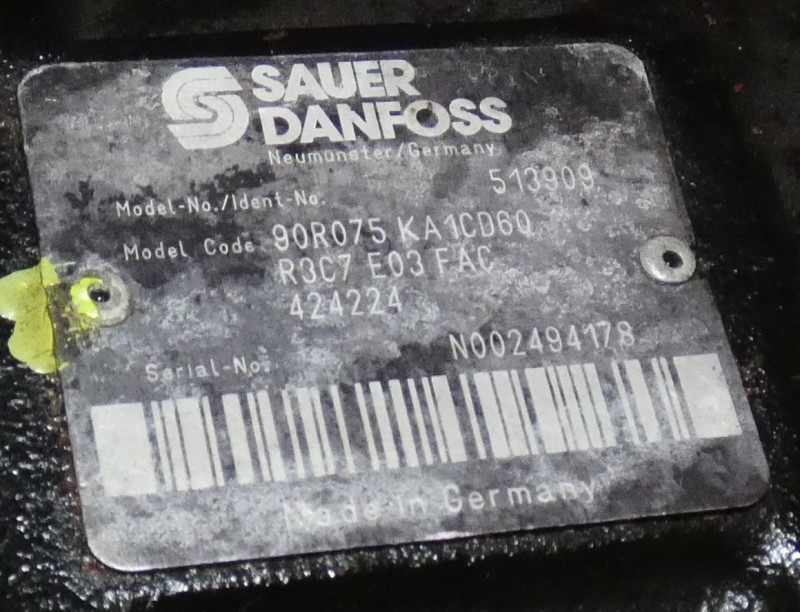 SAUER
DANFOSS
Neumünster/Germany
Model-No./Ident-No. 513909
Model Code 90R075 KA1CD60
R3C7 E03 FAC
424224
Serial-No. N002494178
Made in Germany